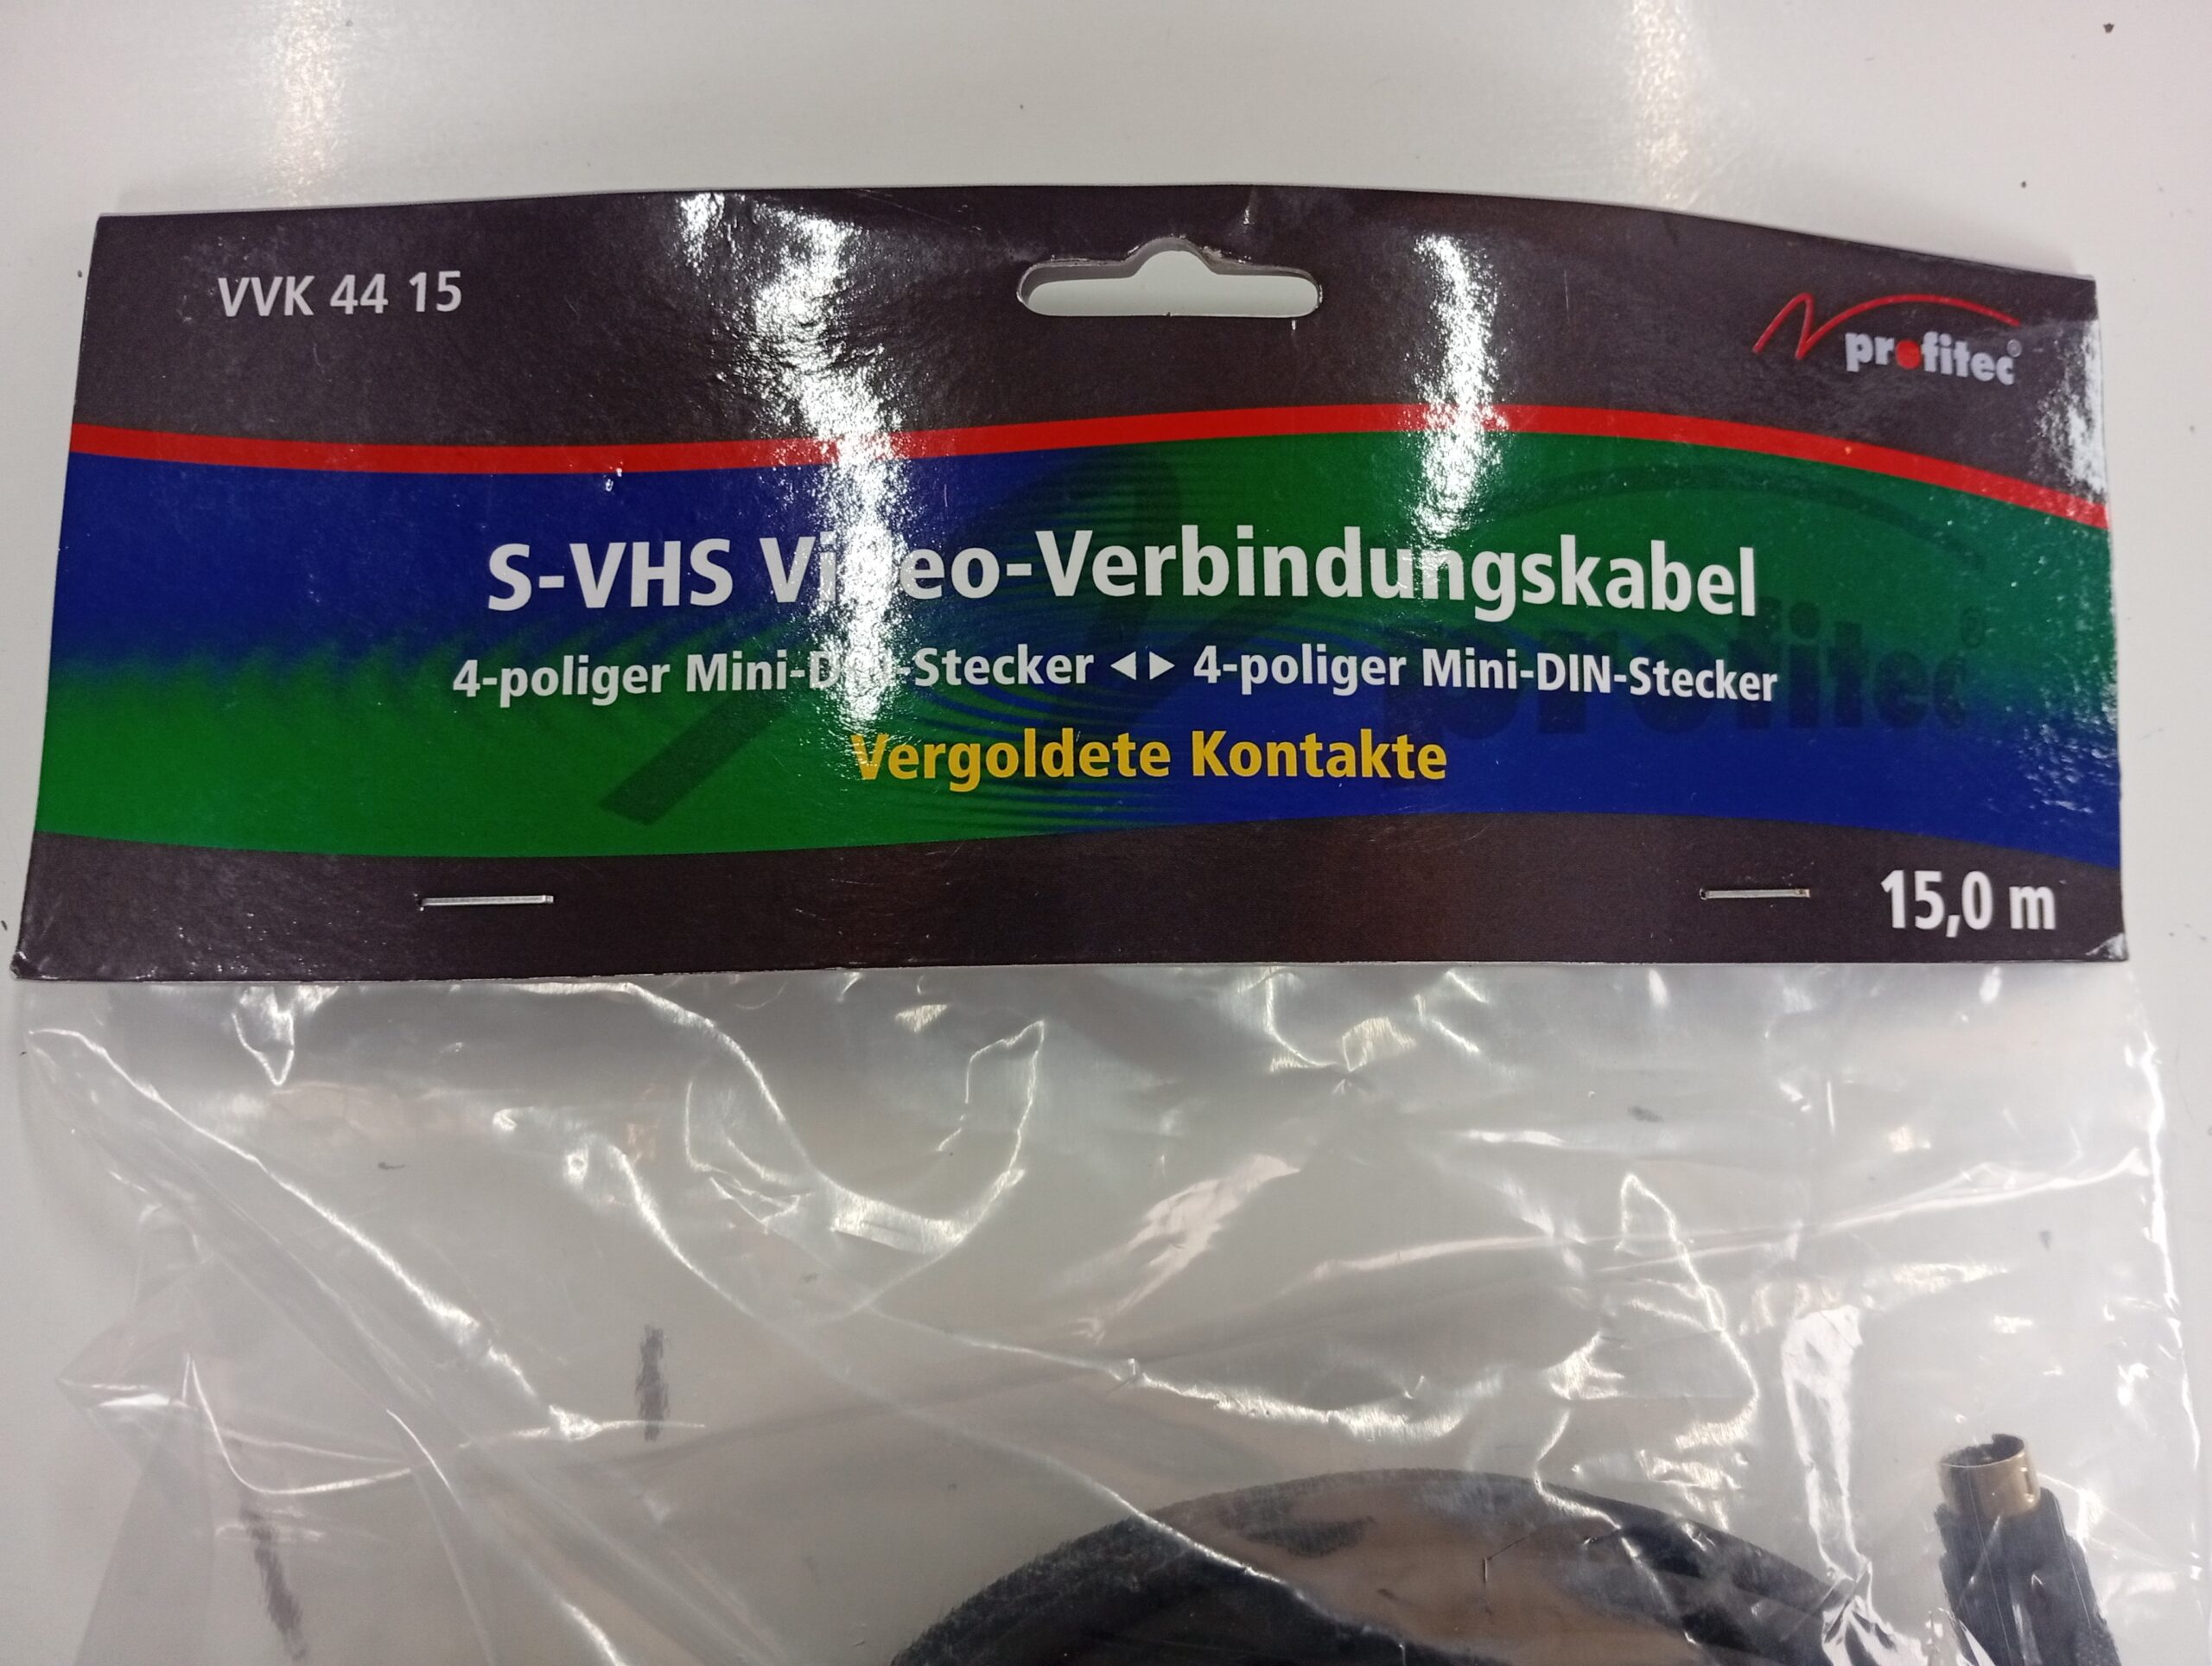 VVK 44 15
profitec®
S-VHS Video-Verbindungskabel
4-poliger Mini-DIN-Stecker ◄► 4-poliger Mini-DIN-Stecker
Vergoldete Kontakte
profitec®
15,0 m